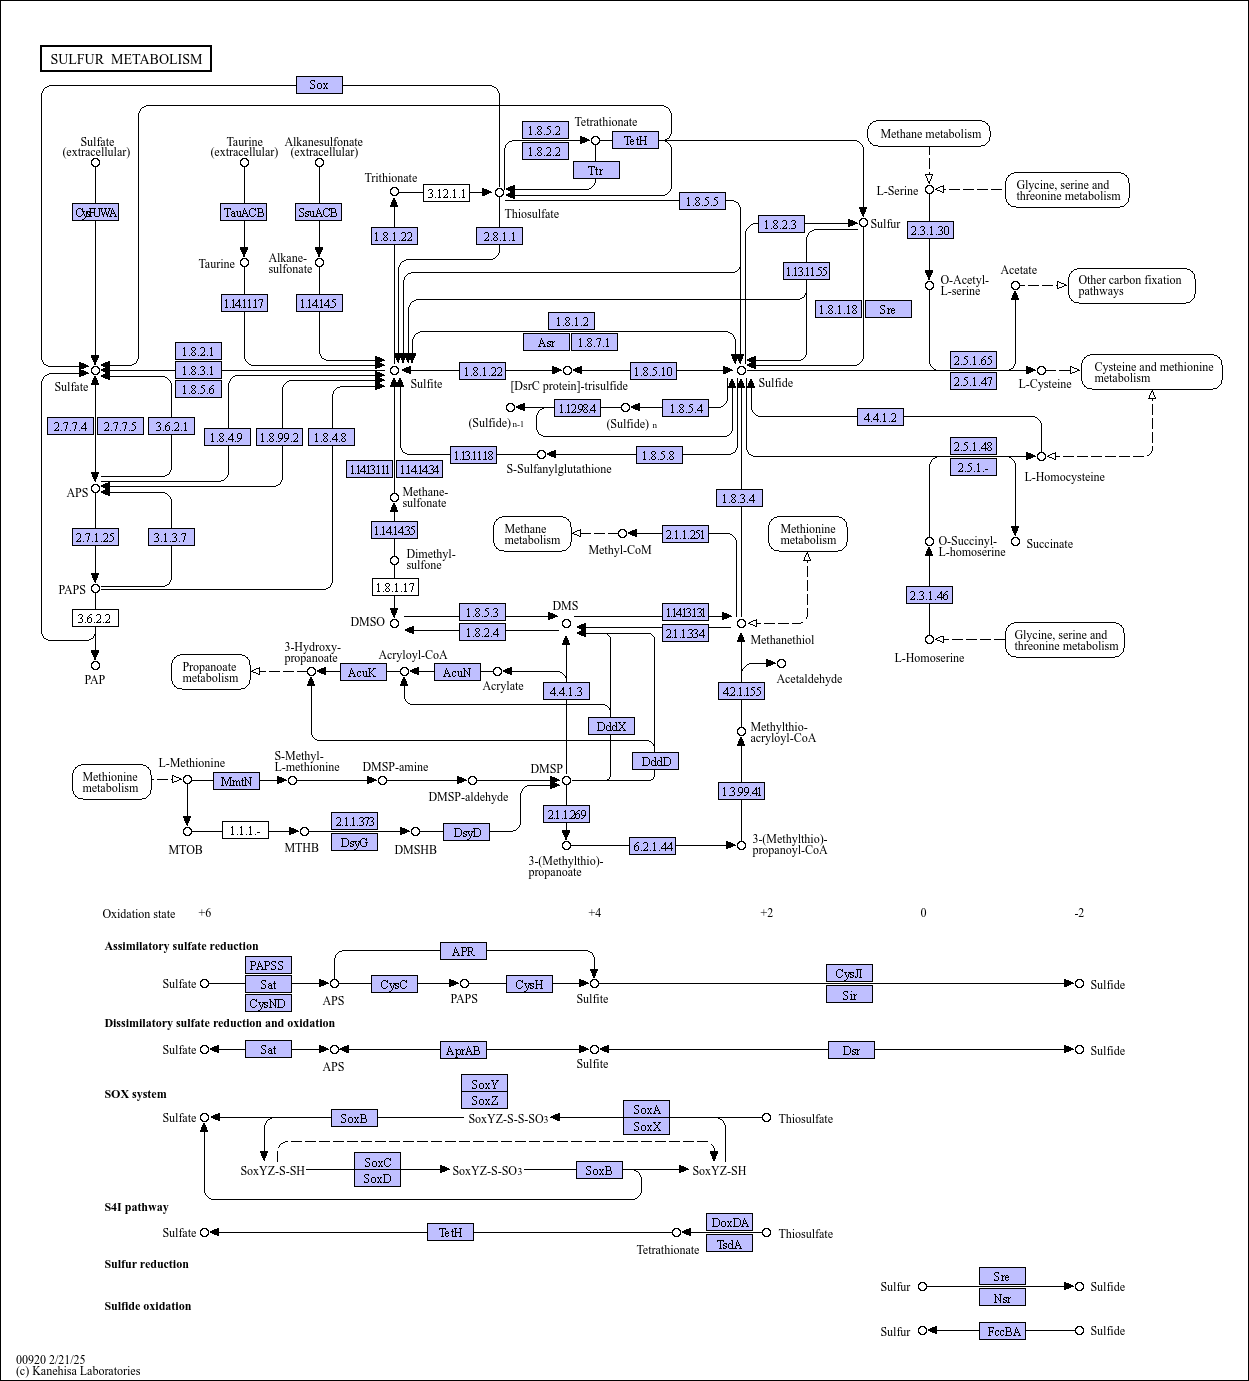 SULFUR METABOLISM
Sox
Sulfate
(extracellular)
Taurine
(extracellular)
Alkanesulfonate
(extracellular)
1.8.5.2
1.8.2.2
Tetrathionate
TetH
Ttr
Methane metabolism
Trithionate
3.12.1.1
Thiosulfate
1.8.5.5
L-Serine
Glycine, serine and
threonine metabolism
CysPUWA
TauACB
SsuACB
1.8.1.22
2.8.1.1
1.8.2.3
Sulfur
2.3.1.30
Taurine
Alkane-
sulfonate
1.13.11.55
O-Acetyl-
L-serine
Acetate
Other carbon fixation
pathways
1.14.11.17
1.14.14.5
1.8.1.18
Sre
1.8.1.2
Asr
1.8.7.1
1.8.2.1
1.8.3.1
1.8.5.6
Sulfate
Sulfite
1.8.1.22
[DsrC protein]-trisulfide
1.8.5.10
Sulfide
2.5.1.65
2.5.1.47
L-Cysteine
Cysteine and methionine
metabolism
(Sulfide) n-1
1.12.98.4
(Sulfide) n
1.8.5.4
4.4.1.2
2.7.7.4
2.7.7.5
3.6.2.1
1.8.4.9
1.8.99.2
1.8.4.8
1.13.11.18
S-Sulfanylglutathione
1.8.5.8
2.5.1.48
2.5.1.-
L-Homocysteine
1.14.13.111
1.14.14.34
APS
Methane-
sulfonate
1.8.3.4
2.7.1.25
3.1.3.7
1.14.14.35
Methane
metabolism
Methyl-CoM
2.1.1.251
Methionine
metabolism
O-Succinyl-
L-homoserine
Succinate
Dimethyl-
sulfone
PAPS
1.8.1.17
2.3.1.46
3.6.2.2
DMSO
1.8.5.3
1.8.2.4
DMS
1.14.13.131
2.1.1.334
Methanethiol
L-Homoserine
Glycine, serine and
threonine metabolism
PAP
Propanoate
metabolism
3-Hydroxy-
propanoate
AcuK
Acryloyl-CoA
AcuN
Acrylate
4.4.1.3
Acetaldehyde
4.2.1.155
DddX
Methylthio-
acryloyl-CoA
DddD
Methionine
metabolism
L-Methionine
MmtN
S-Methyl-
L-methionine
DMSP-amine
DMSP-aldehyde
DMSP
1.3.99.41
2.1.1.269
MTOB
1.1.1.-
MTHB
2.1.1.373
DsyG
DMSHB
DsyD
3-(Methylthio)-
propanoate
6.2.1.44
3-(Methylthio)-
propanoyl-CoA
Oxidation state
+6
+4
+2
0
-2
Assimilatory sulfate reduction
APR
Sulfate
PAPSS
Sat
CysND
APS
CysC
PAPS
CysH
Sulfite
CysJI
Sir
Sulfide
Dissimilatory sulfate reduction and oxidation
Sulfate
Sat
APS
AprAB
Sulfite
Dsr
Sulfide
SOX system
Sulfate
SoxB
SoxY
SoxZ
SoxYZ-S-S-SO3
SoxA
SoxX
Thiosulfate
SoxYZ-S-SH
SoxC
SoxD
SoxYZ-S-SO3
SoxB
SoxYZ-SH
S4I pathway
Sulfate
TetH
Tetrathionate
DoxDA
TsdA
Thiosulfate
Sulfur reduction
Sulfur
Sre
Nsr
Sulfide
Sulfide oxidation
Sulfur
FccBA
Sulfide
00920 2/21/25
(c) Kanehisa Laboratories